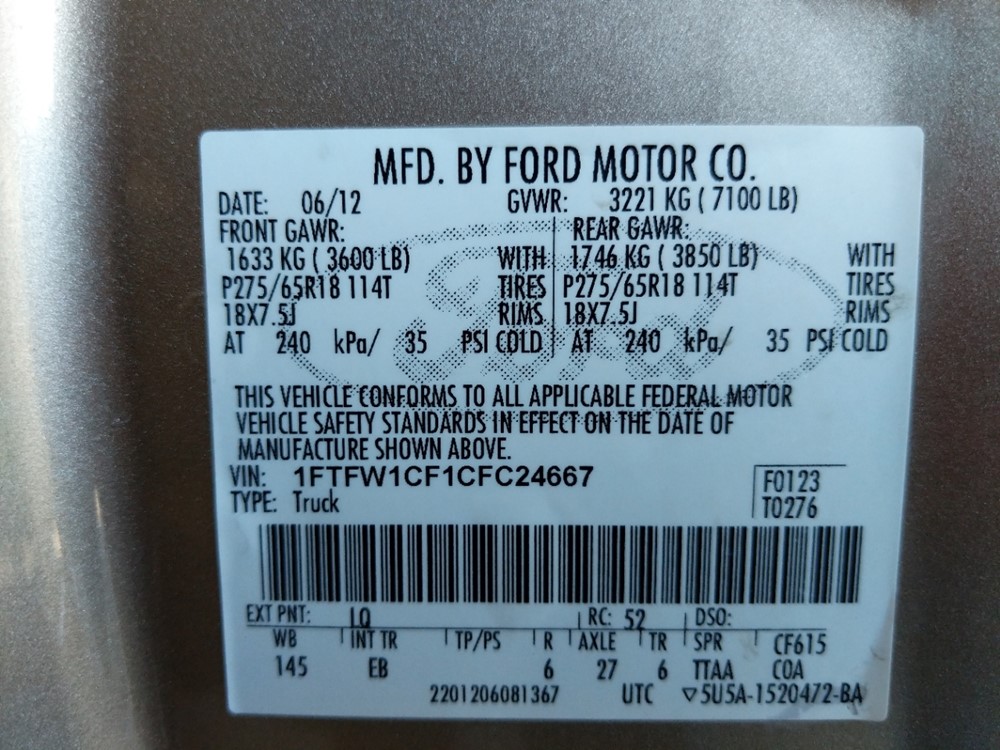 MFD. BY FORD MOTOR CO.
DATE: 06/12 GVWR: 3221 KG ( 7100 LB)
FRONT GAWR: REAR GAWR:
1633 KG ( 3600 LB) WITH 1746 KG ( 3850 LB) WITH
P275/65R18 114T TIRES P275/65R18 114T TIRES
18X7.5J RIMS 18X7.5J RIMS
AT 240 kPa/ 35 PSI COLD AT 240 kPa/ 35 PSI COLD
THIS VEHICLE CONFORMS TO ALL APPLICABLE FEDERAL MOTOR
VEHICLE SAFETY STANDARDS IN EFFECT ON THE DATE OF
MANUFACTURE SHOWN ABOVE.
VIN: 1FTFW1CF1CFC24667 F0123
TYPE: Truck T0276
EXT PNT: LQ RC: 52 DSO:
WB INT TR TP/PS R AXLE TR SPR CF615
145 EB 6 27 6 TTAA COA
2201206081367 UTC ▽5U5A-1520472-BA